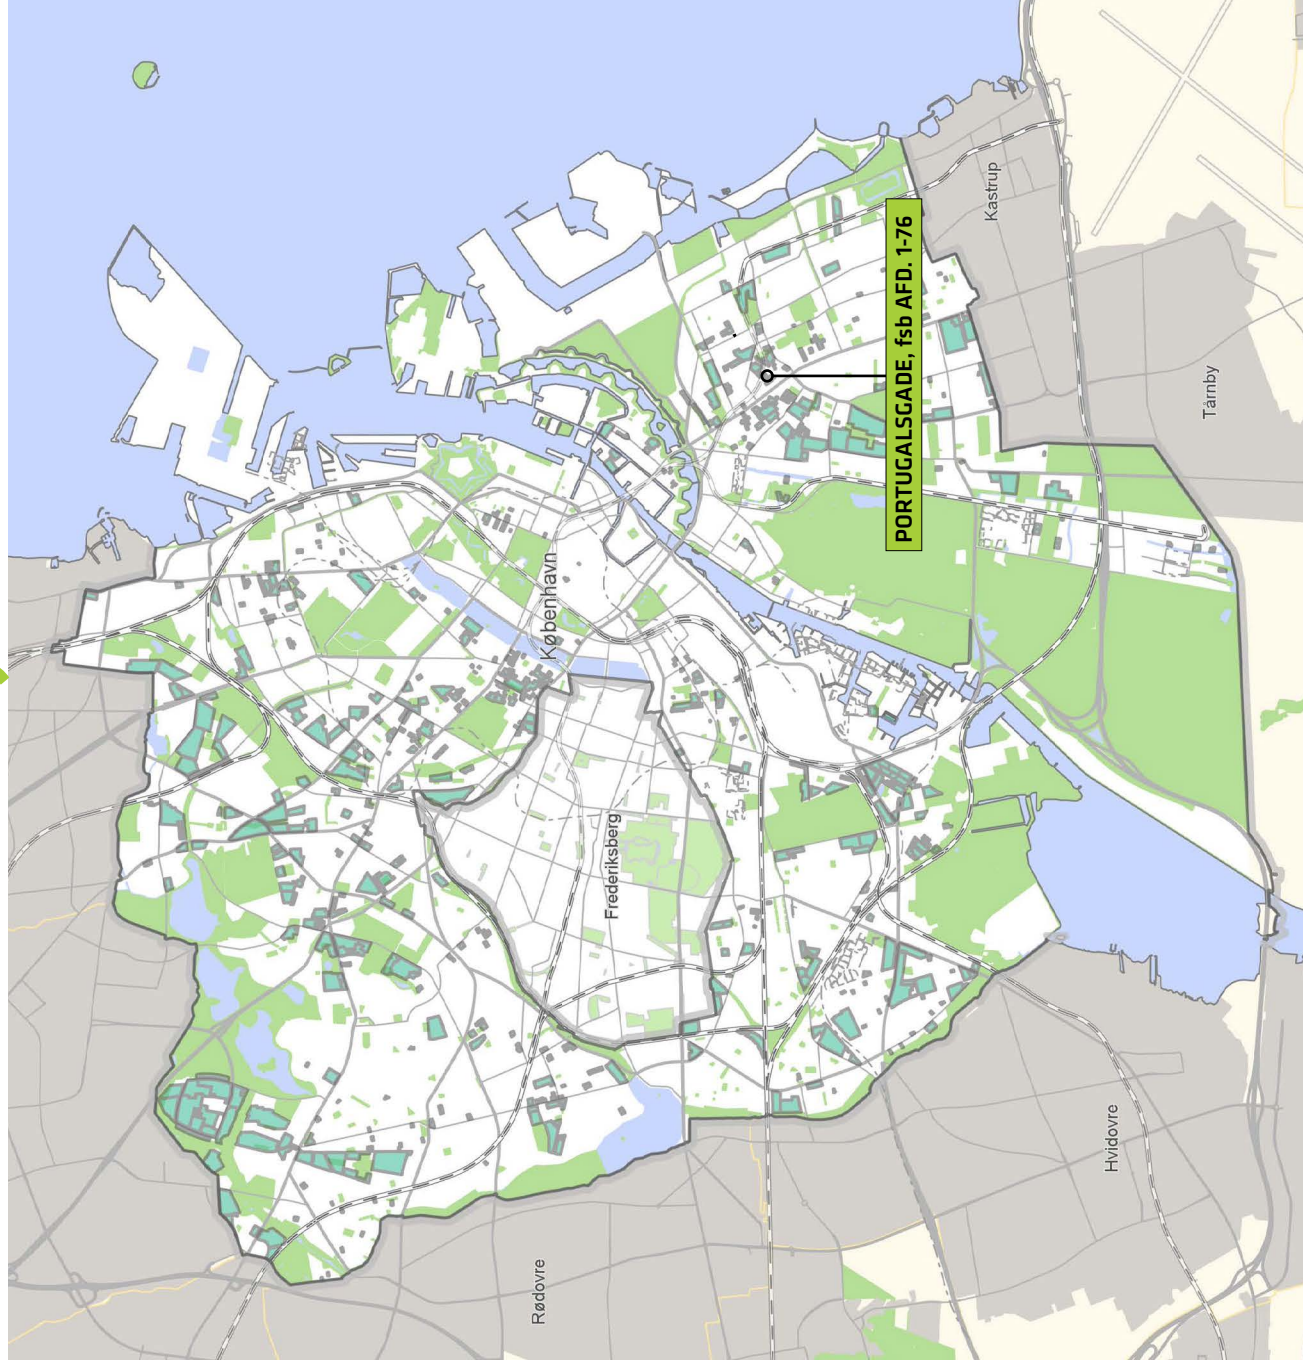 København
Frederiksberg
PORTUGALSGADE, fsb AFD. 1-76
Kastrup
Tårnby
Hvidovre
Rødovre